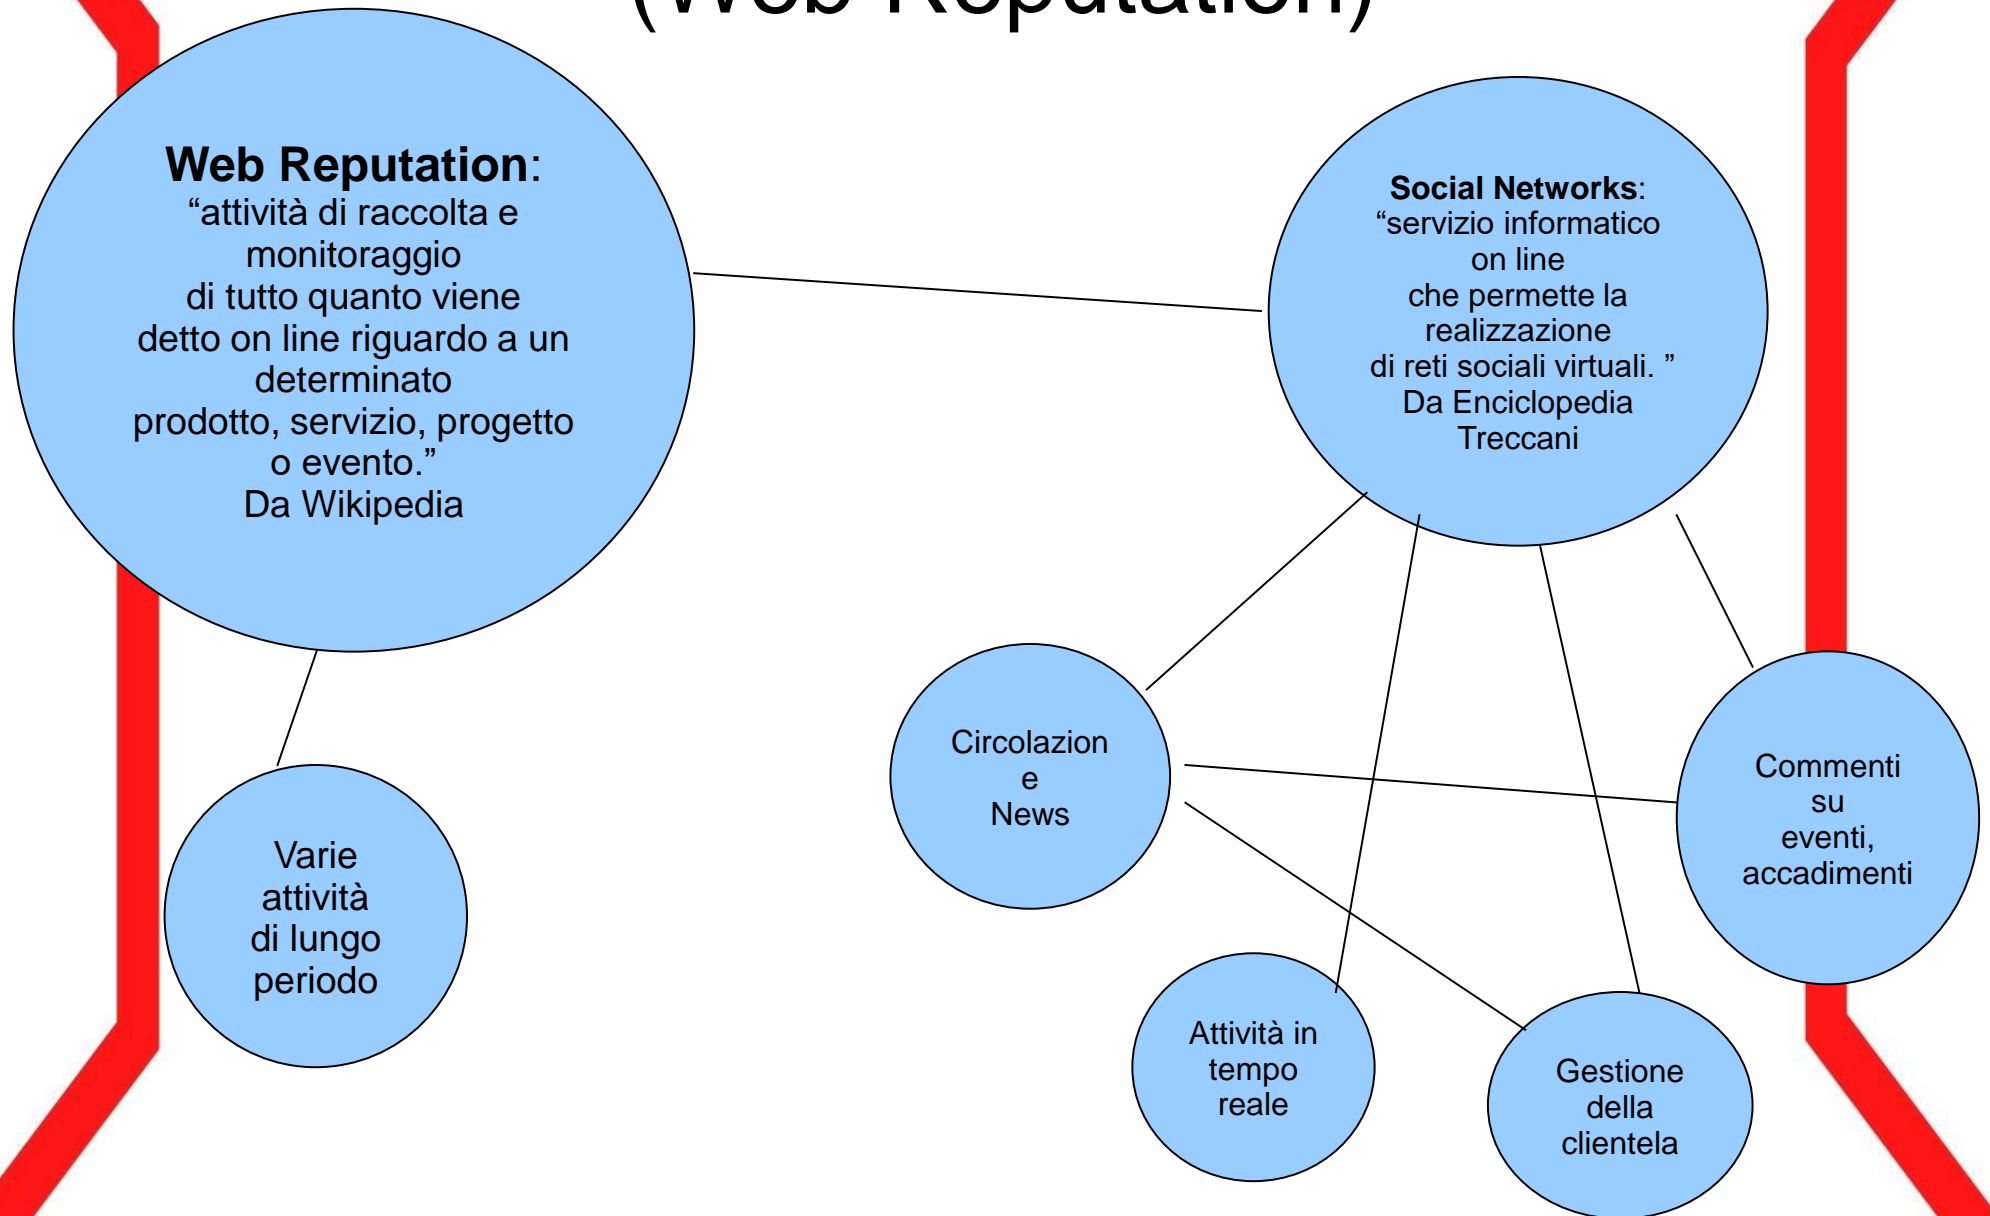 (Web Reputation)
Web Reputation:
“attività di raccolta e
monitoraggio
di tutto quanto viene
detto on line riguardo a un
determinato
prodotto, servizio, progetto
o evento.”
Da Wikipedia
Social Networks:
“servizio informatico
on line
che permette la
realizzazione
di reti sociali virtuali. ”
Da Enciclopedia
Treccani
Circolazion
e
News
Commenti
su
eventi,
accadimenti
Varie
attività
di lungo
periodo
Attività in
tempo
reale
Gestione
della
clientela